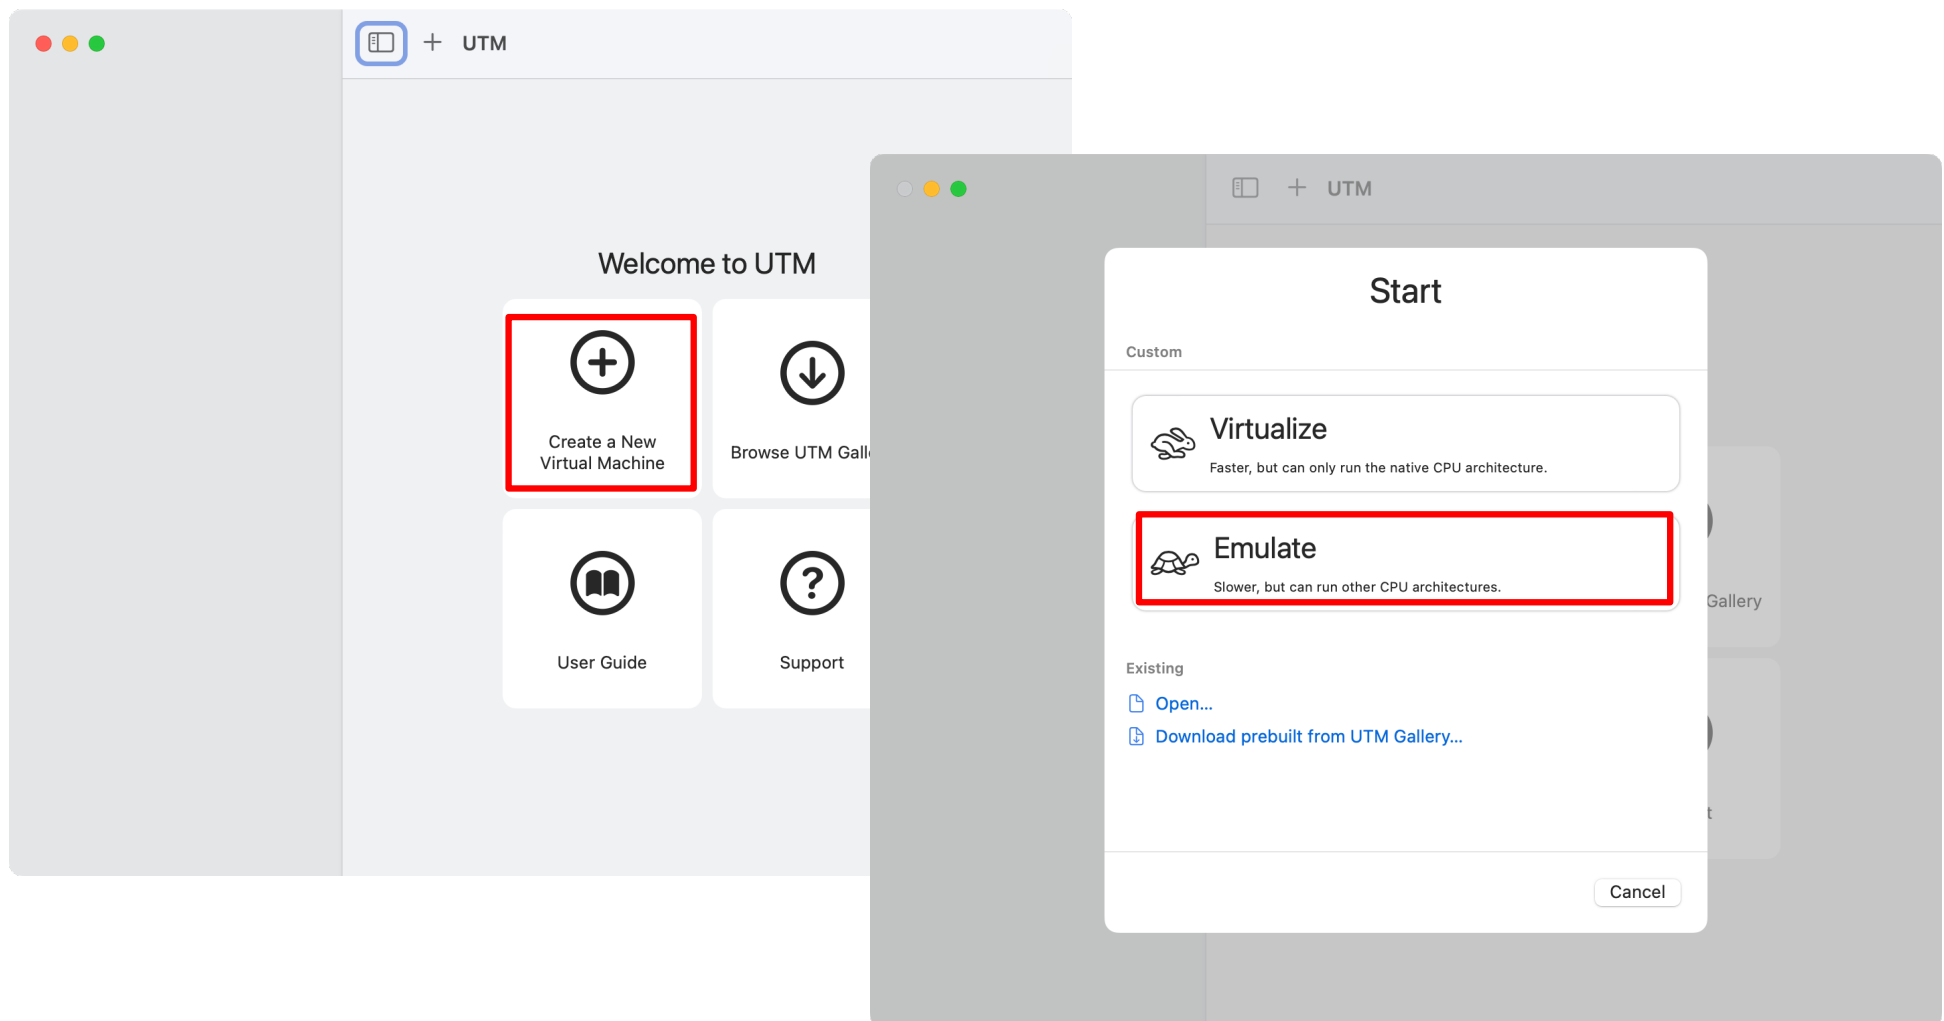 UTM
Welcome to UTM
Create a New
Virtual Machine
Browse UTM Gall
User Guide
Support
UTM
Start
Custom
Virtualize
Faster, but can only run the native CPU architecture.
Emulate
Slower, but can run other CPU architectures.
Gallery
Existing
Open...
Download prebuilt from UTM Gallery...
t
Cancel